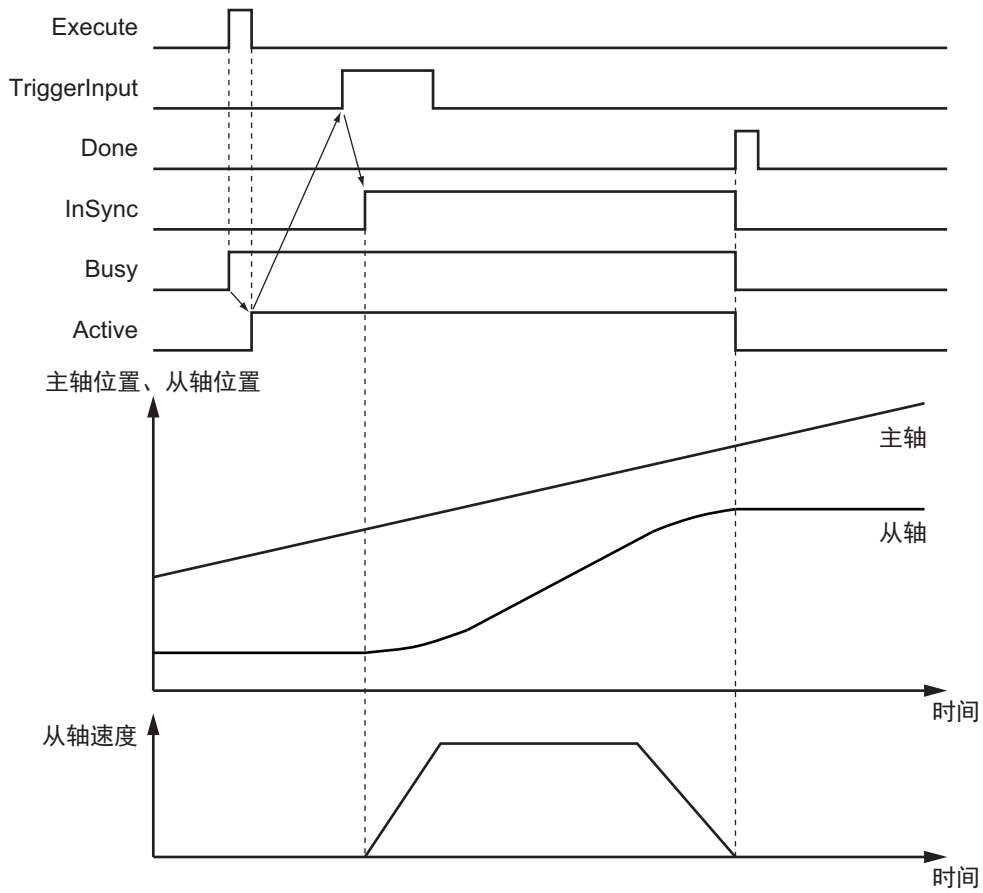 Execute
TriggerInput
Done
InSync
Busy
Active
主轴位置、从轴位置
主轴
从轴
时间
从轴速度
时间